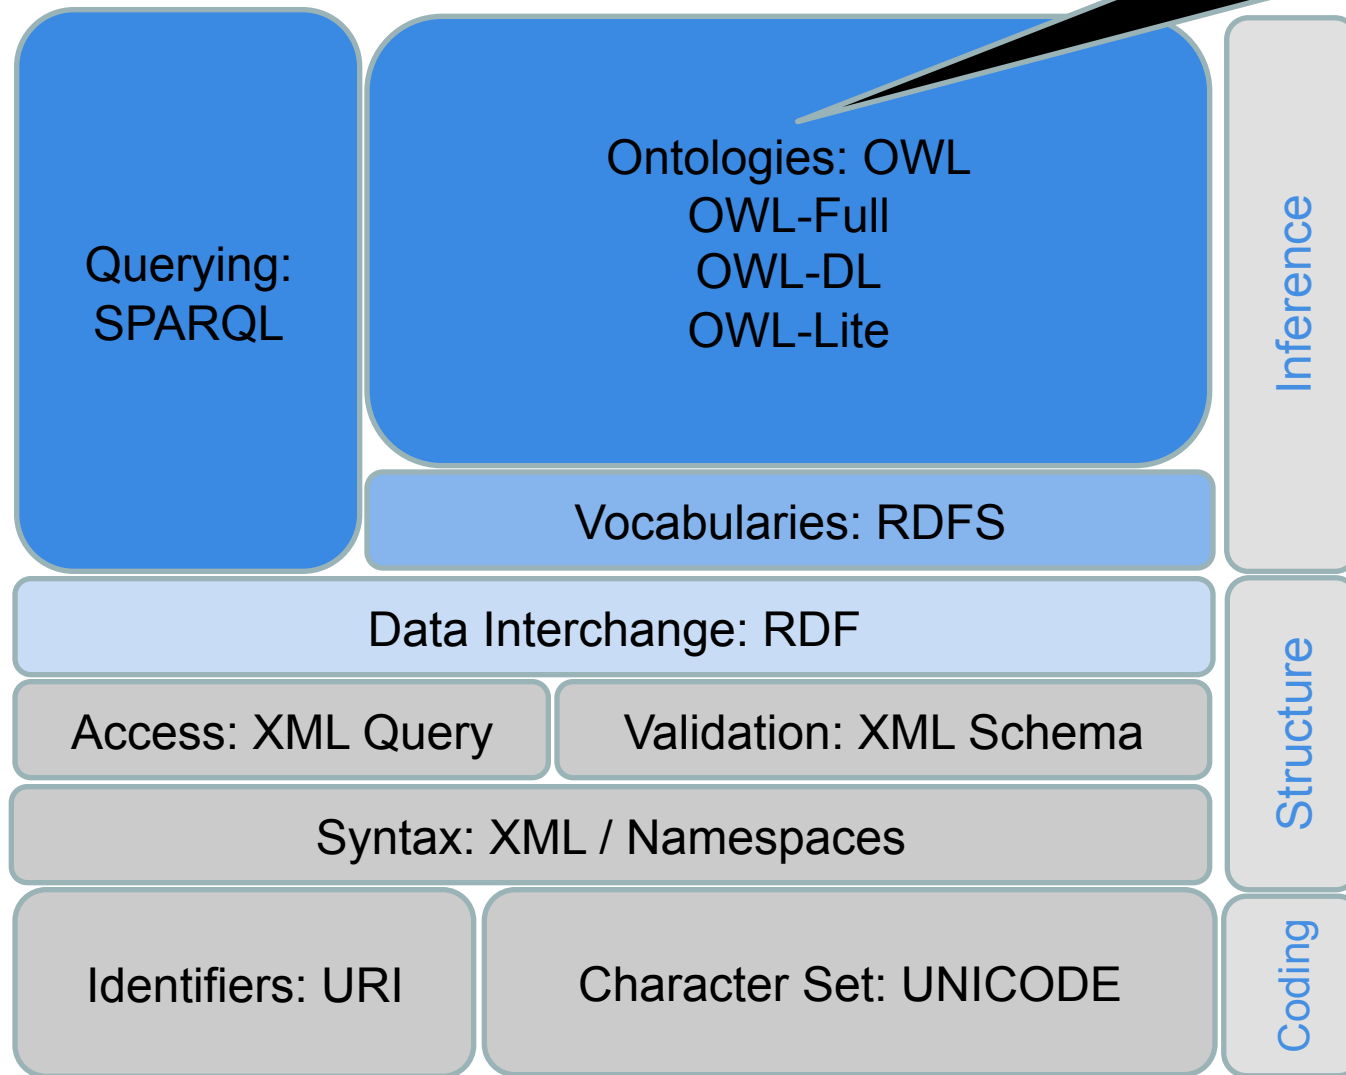 Querying:
SPARQL
Ontologies: OWL
OWL-Full
OWL-DL
OWL-Lite
Inference
Vocabularies: RDFS
Data Interchange: RDF
Access: XML Query
Validation: XML Schema
Structure
Syntax: XML / Namespaces
Identifiers: URI
Character Set: UNICODE
Coding